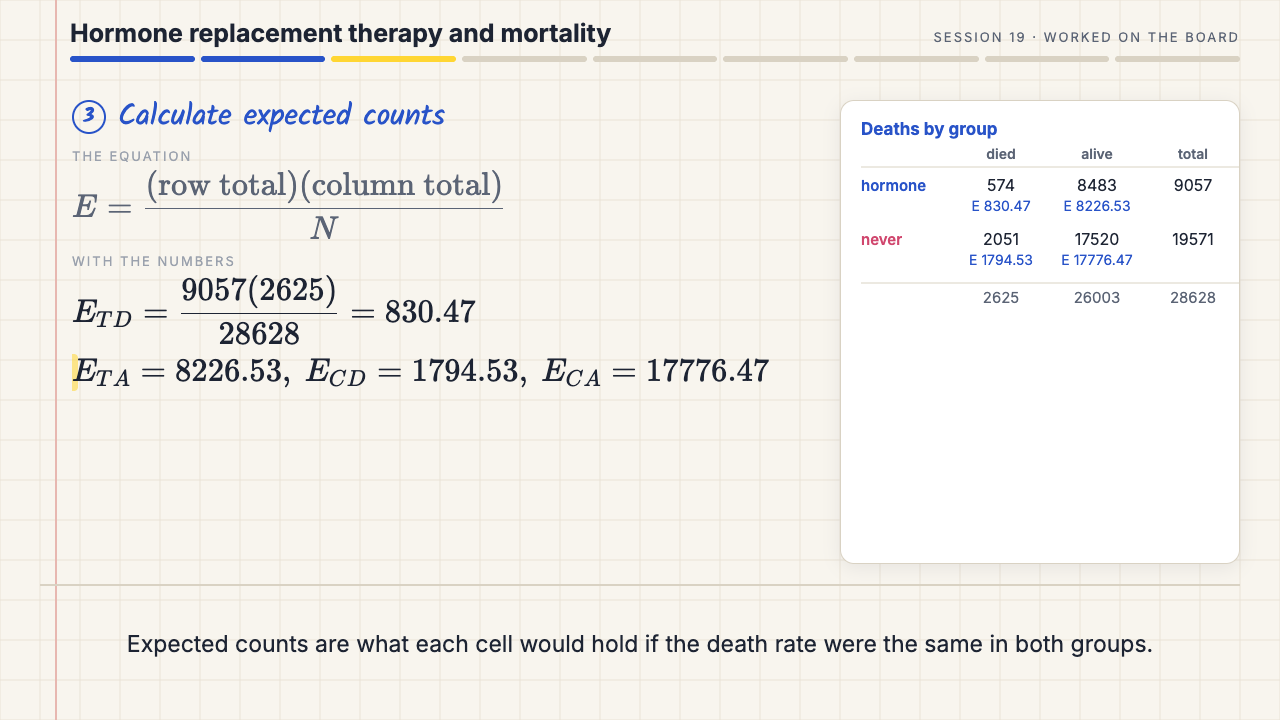 Hormone replacement therapy and mortality
SESSION 19 · WORKED ON THE BOARD
3 Calculate expected counts
THE EQUATION
E = (row total)(column total) / N
WITH THE NUMBERS
E_TD = 9057(2625) / 28628 = 830.47
E_TA = 8226.53, E_CD = 1794.53, E_CA = 17776.47
Deaths by group
died alive total
hormone 574 8483 9057
E 830.47 E 8226.53
never 2051 17520 19571
E 1794.53 E 17776.47
2625 26003 28628
Expected counts are what each cell would hold if the death rate were the same in both groups.